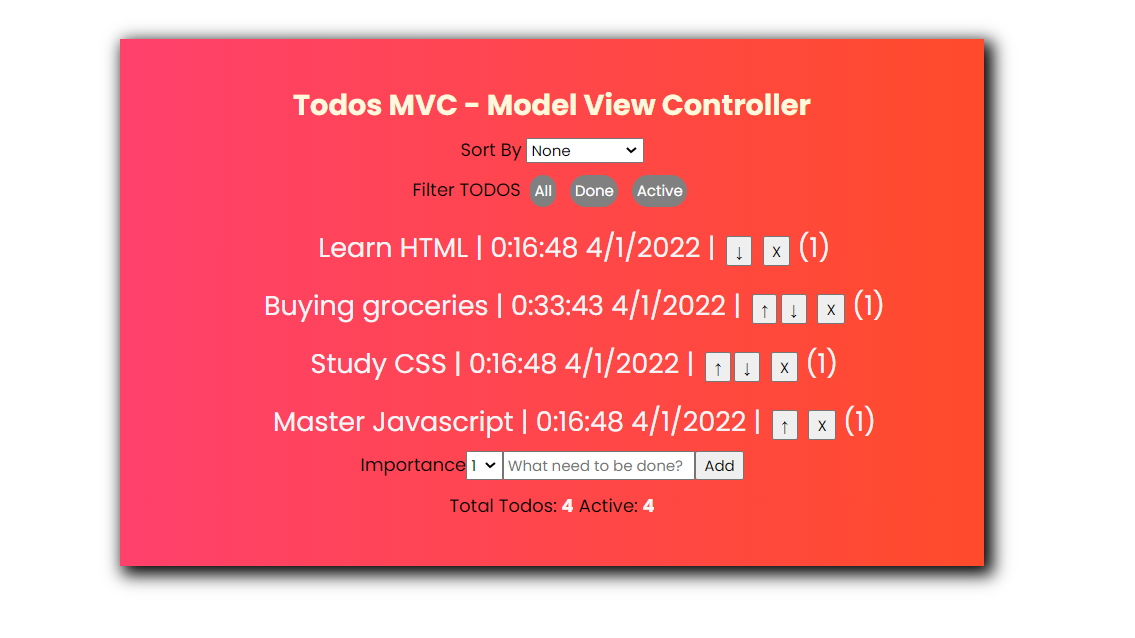 Todos MVC - Model View Controller
Sort By None
Filter TODOS All Done Active
Learn HTML | 0:16:48 4/1/2022 | ↓ x (1)
Buying groceries | 0:33:43 4/1/2022 | ↑ ↓ x (1)
Study CSS | 0:16:48 4/1/2022 | ↑ ↓ x (1)
Master Javascript | 0:16:48 4/1/2022 | ↑ x (1)
Importance 1 What need to be done? Add
Total Todos: 4 Active: 4